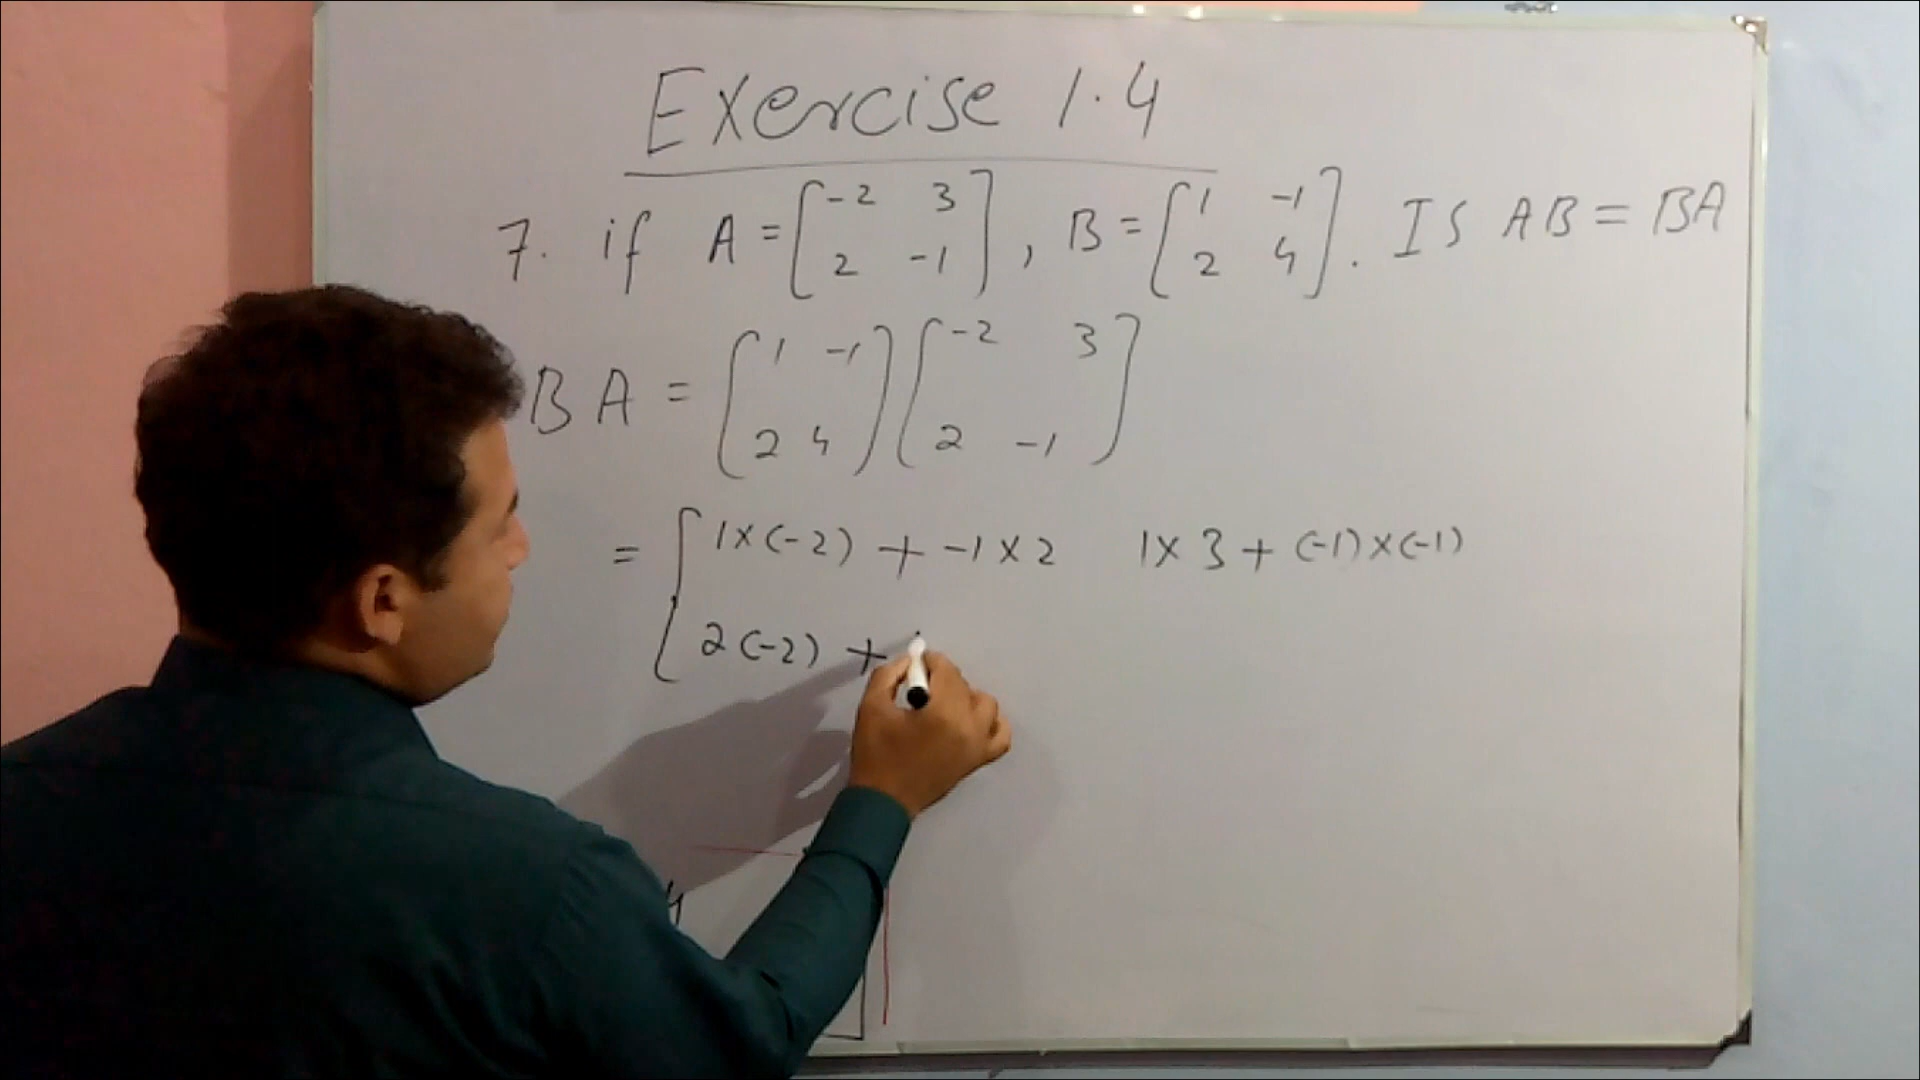 Exercise 1.4
7. if A = [-2 3 2 -1], B = [1 -1 2 4]. Is AB = BA
BA = [1 -1 2 4] [-2 3 2 -1]
= [1×(-2) + -1×2 1×3 + (-1)×(-1)
2(-2) +
4